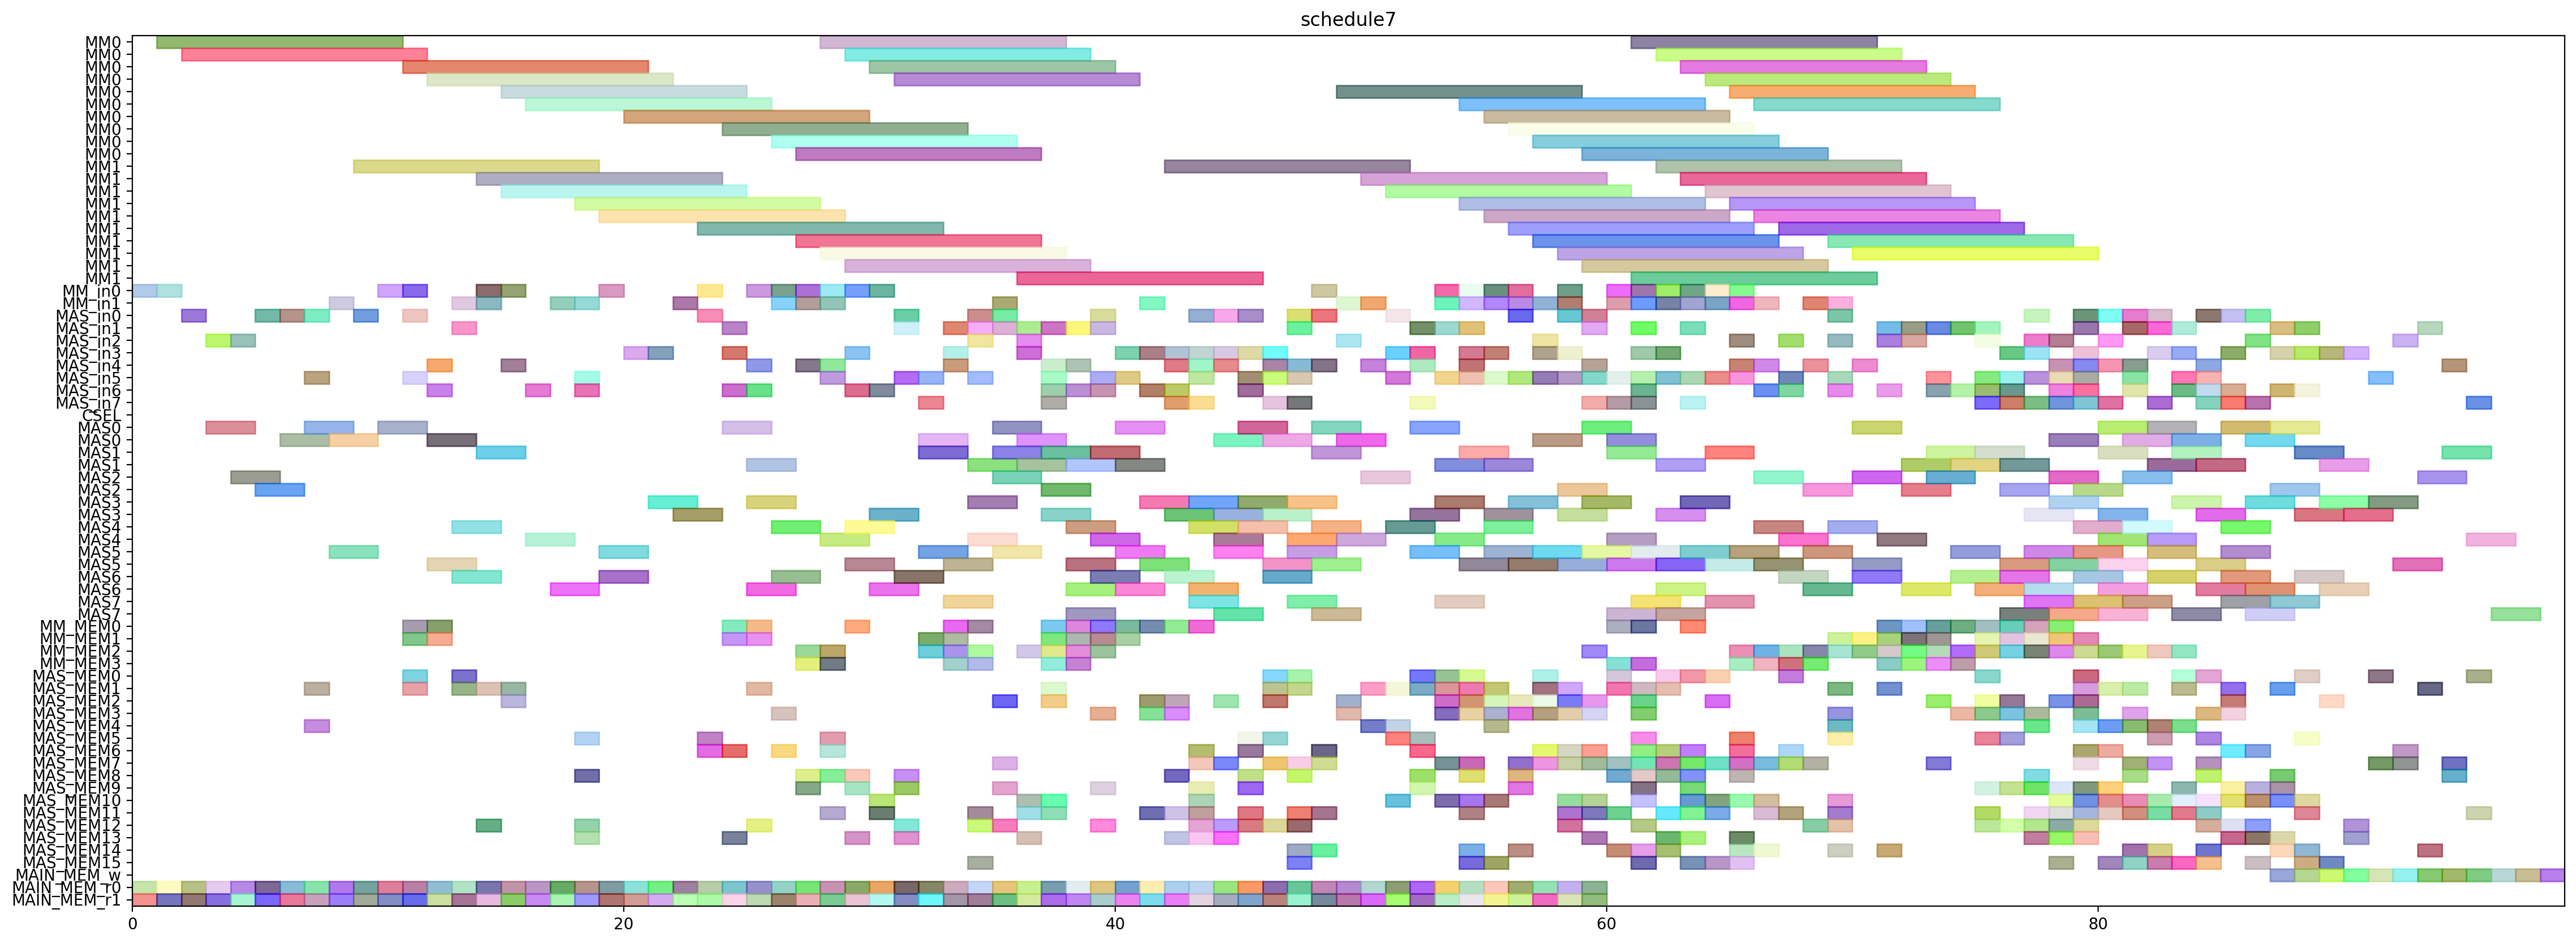 schedule7
MM0
MM0
MM0
MM0
MM0
MM0
MM0
MM0
MM0
MM0
MM1
MM1
MM1
MM1
MM1
MM1
MM1
MM1
MM1
MM1
MM_in0
MM_in1
MAS_in0
MAS_in1
MAS_in2
MAS_in3
MAS_in4
MAS_in5
MAS_in6
MAS_in7
CSEL
MAS0
MAS0
MAS1
MAS1
MAS2
MAS2
MAS3
MAS3
MAS4
MAS4
MAS5
MAS5
MAS6
MAS6
MAS7
MAS7
MM_MEM0
MM_MEM1
MM_MEM2
MM_MEM3
MAS_MEM0
MAS_MEM1
MAS_MEM2
MAS_MEM3
MAS_MEM4
MAS_MEM5
MAS_MEM6
MAS_MEM7
MAS_MEM8
MAS_MEM9
MAS_MEM10
MAS_MEM11
MAS_MEM12
MAS_MEM13
MAS_MEM14
MAS_MEM15
MAIN_MEM_w
MAIN_MEM_r0
MAIN_MEM_r1
0 20 40 60 80